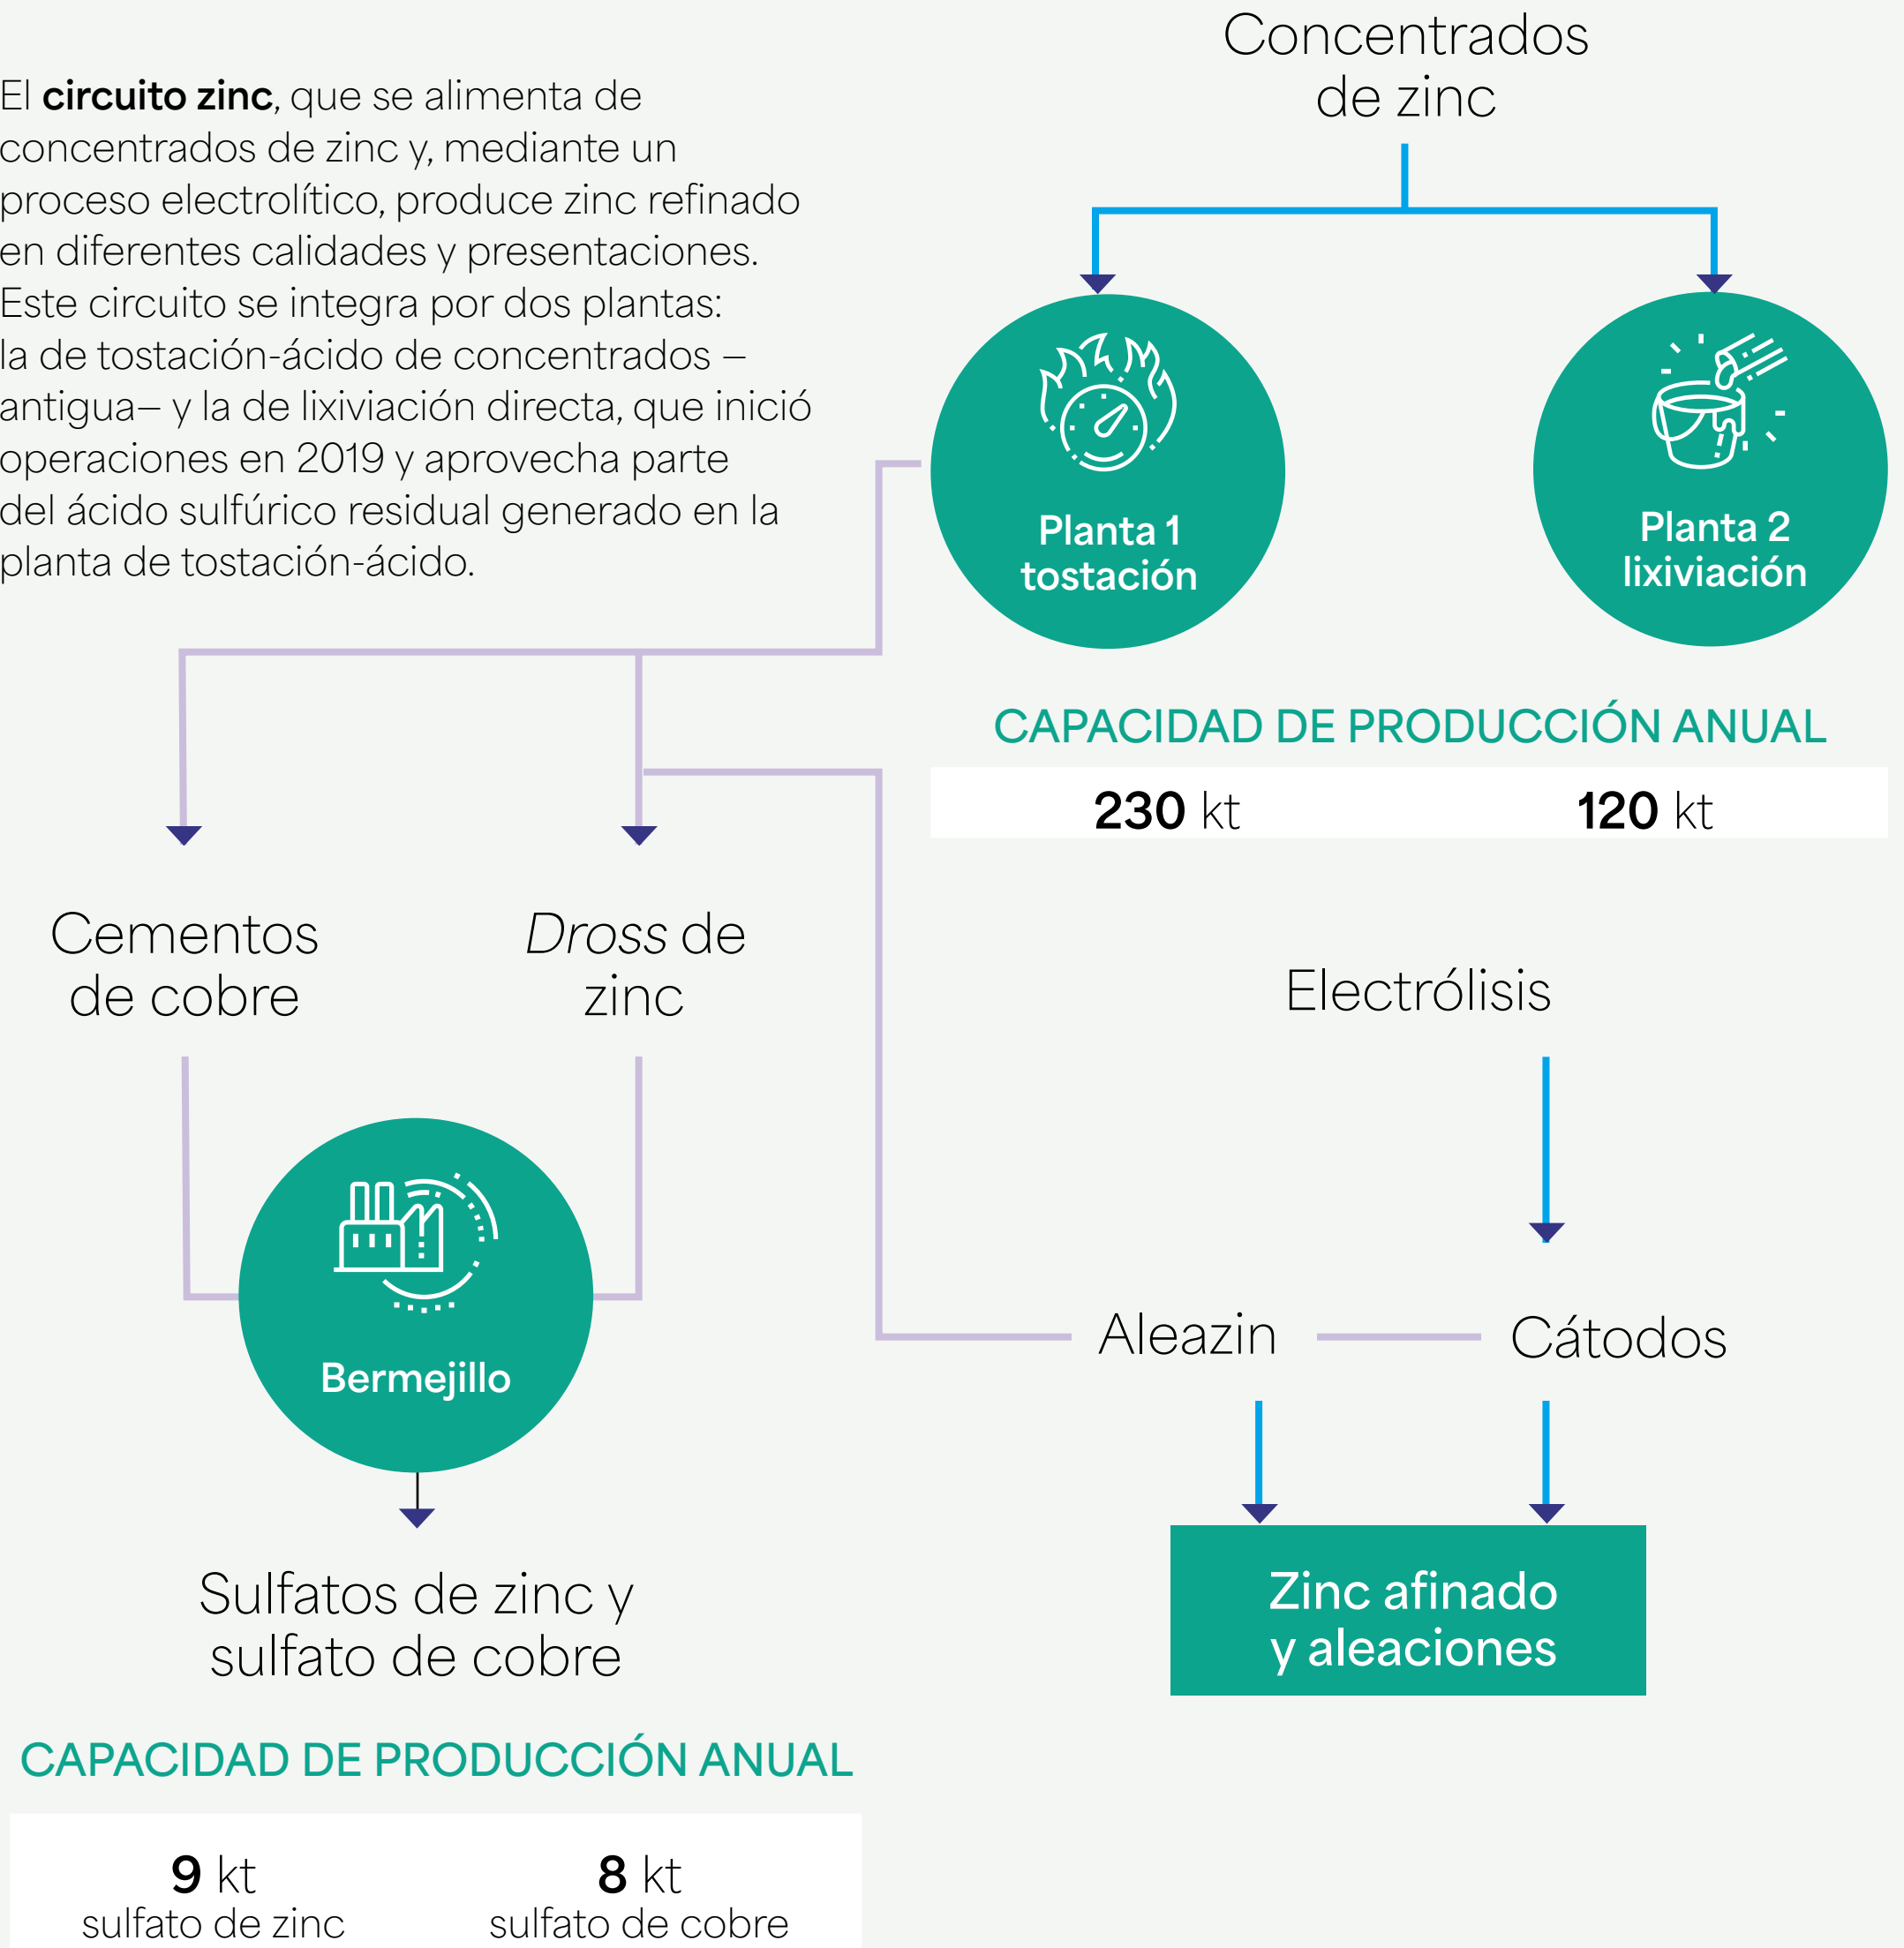 El circuito zinc, que se alimenta de
concentrados de zinc y, mediante un
proceso electrolítico, produce zinc refinado
en diferentes calidades y presentaciones.
Este circuito se integra por dos plantas:
la de tostación-ácido de concentrados —
antigua— y la de lixiviación directa, que inició
operaciones en 2019 y aprovecha parte
del ácido sulfúrico residual generado en la
planta de tostación-ácido.
Concentrados
de zinc
Planta 1
tostación
Planta 2
lixiviación
CAPACIDAD DE PRODUCCIÓN ANUAL
230 kt
120 kt
Cementos
de cobre
Dross de
zinc
Electrólisis
Bermejillo
Aleazin
Cátodos
Sulfatos de zinc y
sulfato de cobre
Zinc afinado
y aleaciones
CAPACIDAD DE PRODUCCIÓN ANUAL
9 kt
sulfato de zinc
8 kt
sulfato de cobre